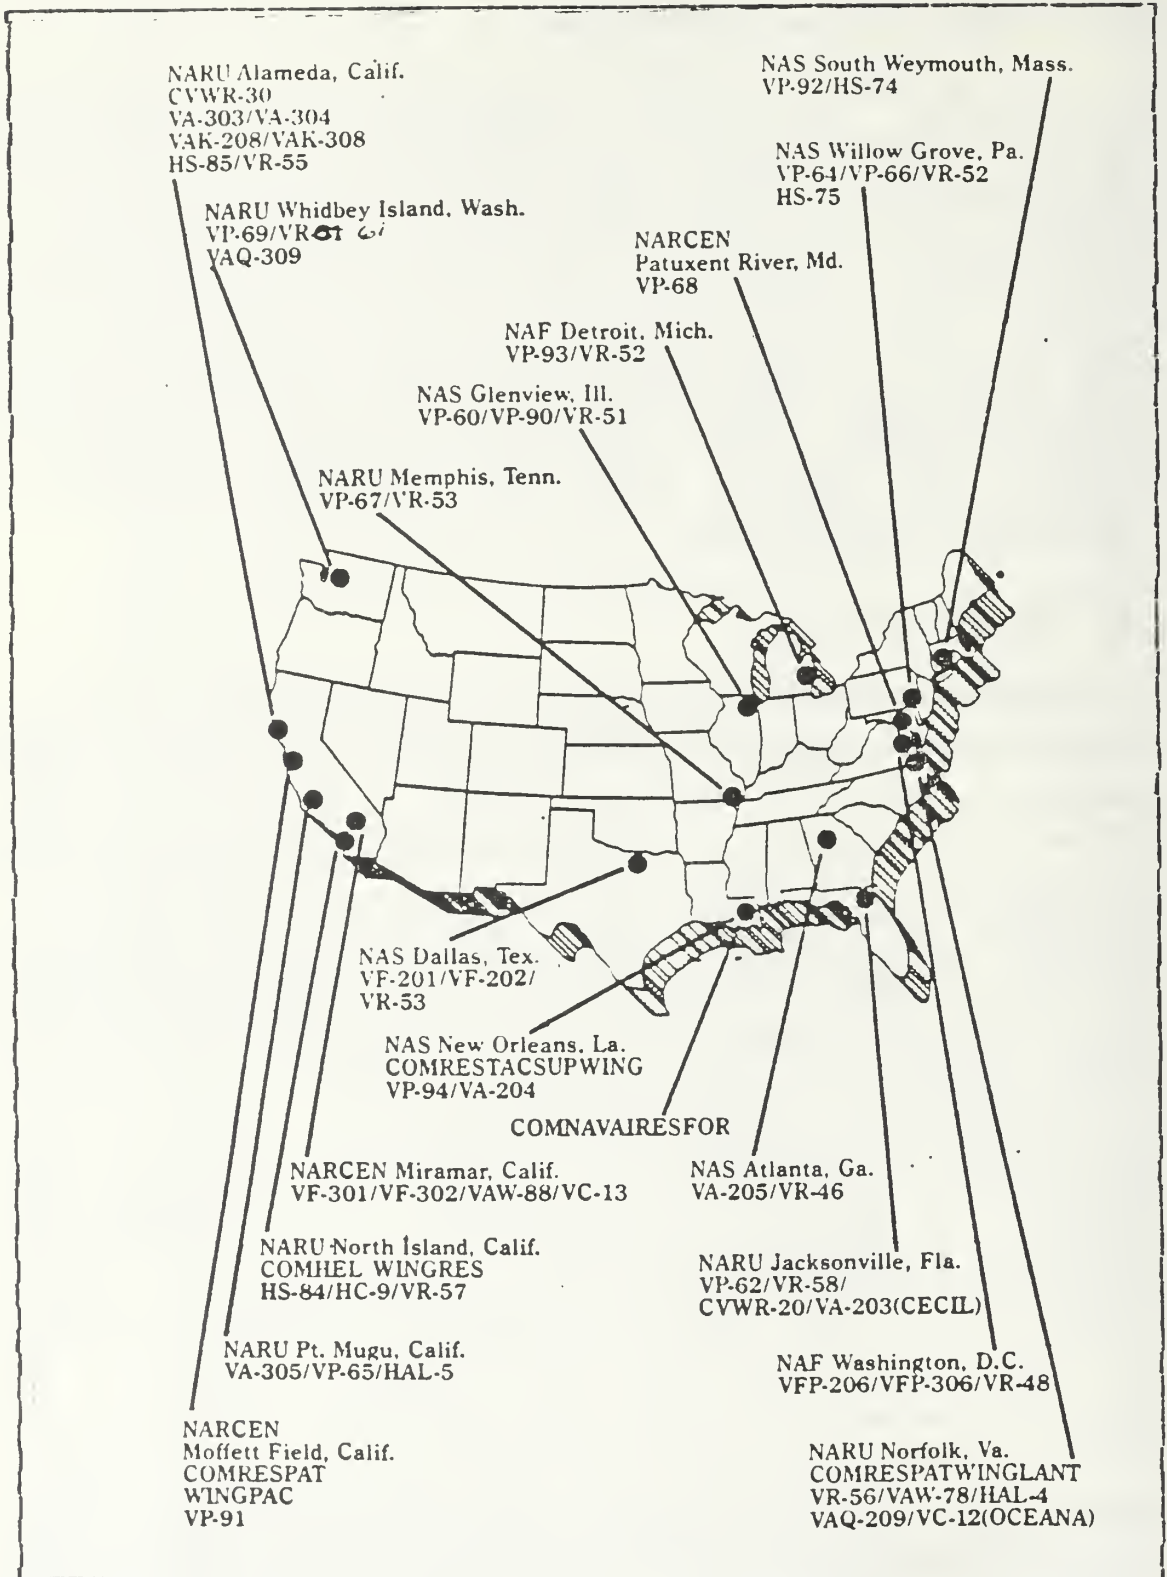 NARU Alameda, Calif.
CVWR-30
VA-303/VA-304
VAK-208/VAK-308
HS-85/VR-55
NAS South Weymouth, Mass.
VP-92/HS-74
NAS Willow Grove, Pa.
VP-64/VP-66/VR-52
HS-75
NARU Whidbey Island, Wash.
VP-69/VR 61
VAQ-309
NARCEN
Patuxent River, Md.
VP-68
NAF Detroit, Mich.
VP-93/VR-52
NAS Glenview, Ill.
VP-60/VP-90/VR-51
NARU Memphis, Tenn.
VP-67/VR-53
NAS Dallas, Tex.
VF-201/VF-202/
VR-53
NAS New Orleans, La.
COMRESTACSUPWING
VP-94/VA-204
COMNAVAIRESFOR
NARCEN Miramar, Calif.
VF-301/VF-302/VAW-88/VC-13
NAS Atlanta, Ga.
VA-205/VR-46
NARU North Island, Calif.
COMHEL WINGRES
HS-84/HC-9/VR-57
NARU Jacksonville, Fla.
VP-62/VR-58/
CVWR-20/VA-203(CECIL)
NARU Pt. Mugu, Calif.
VA-305/VP-65/HAL-5
NAF Washington, D.C.
VFP-206/VFP-306/VR-48
NARCEN
Moffett Field, Calif.
COMRESPAT
WINGPAC
VP-91
NARU Norfolk, Va.
COMRESPATWINGLANT
VR-56/VAW-78/HAL-4
VAQ-209/VC-12(OCEANA)